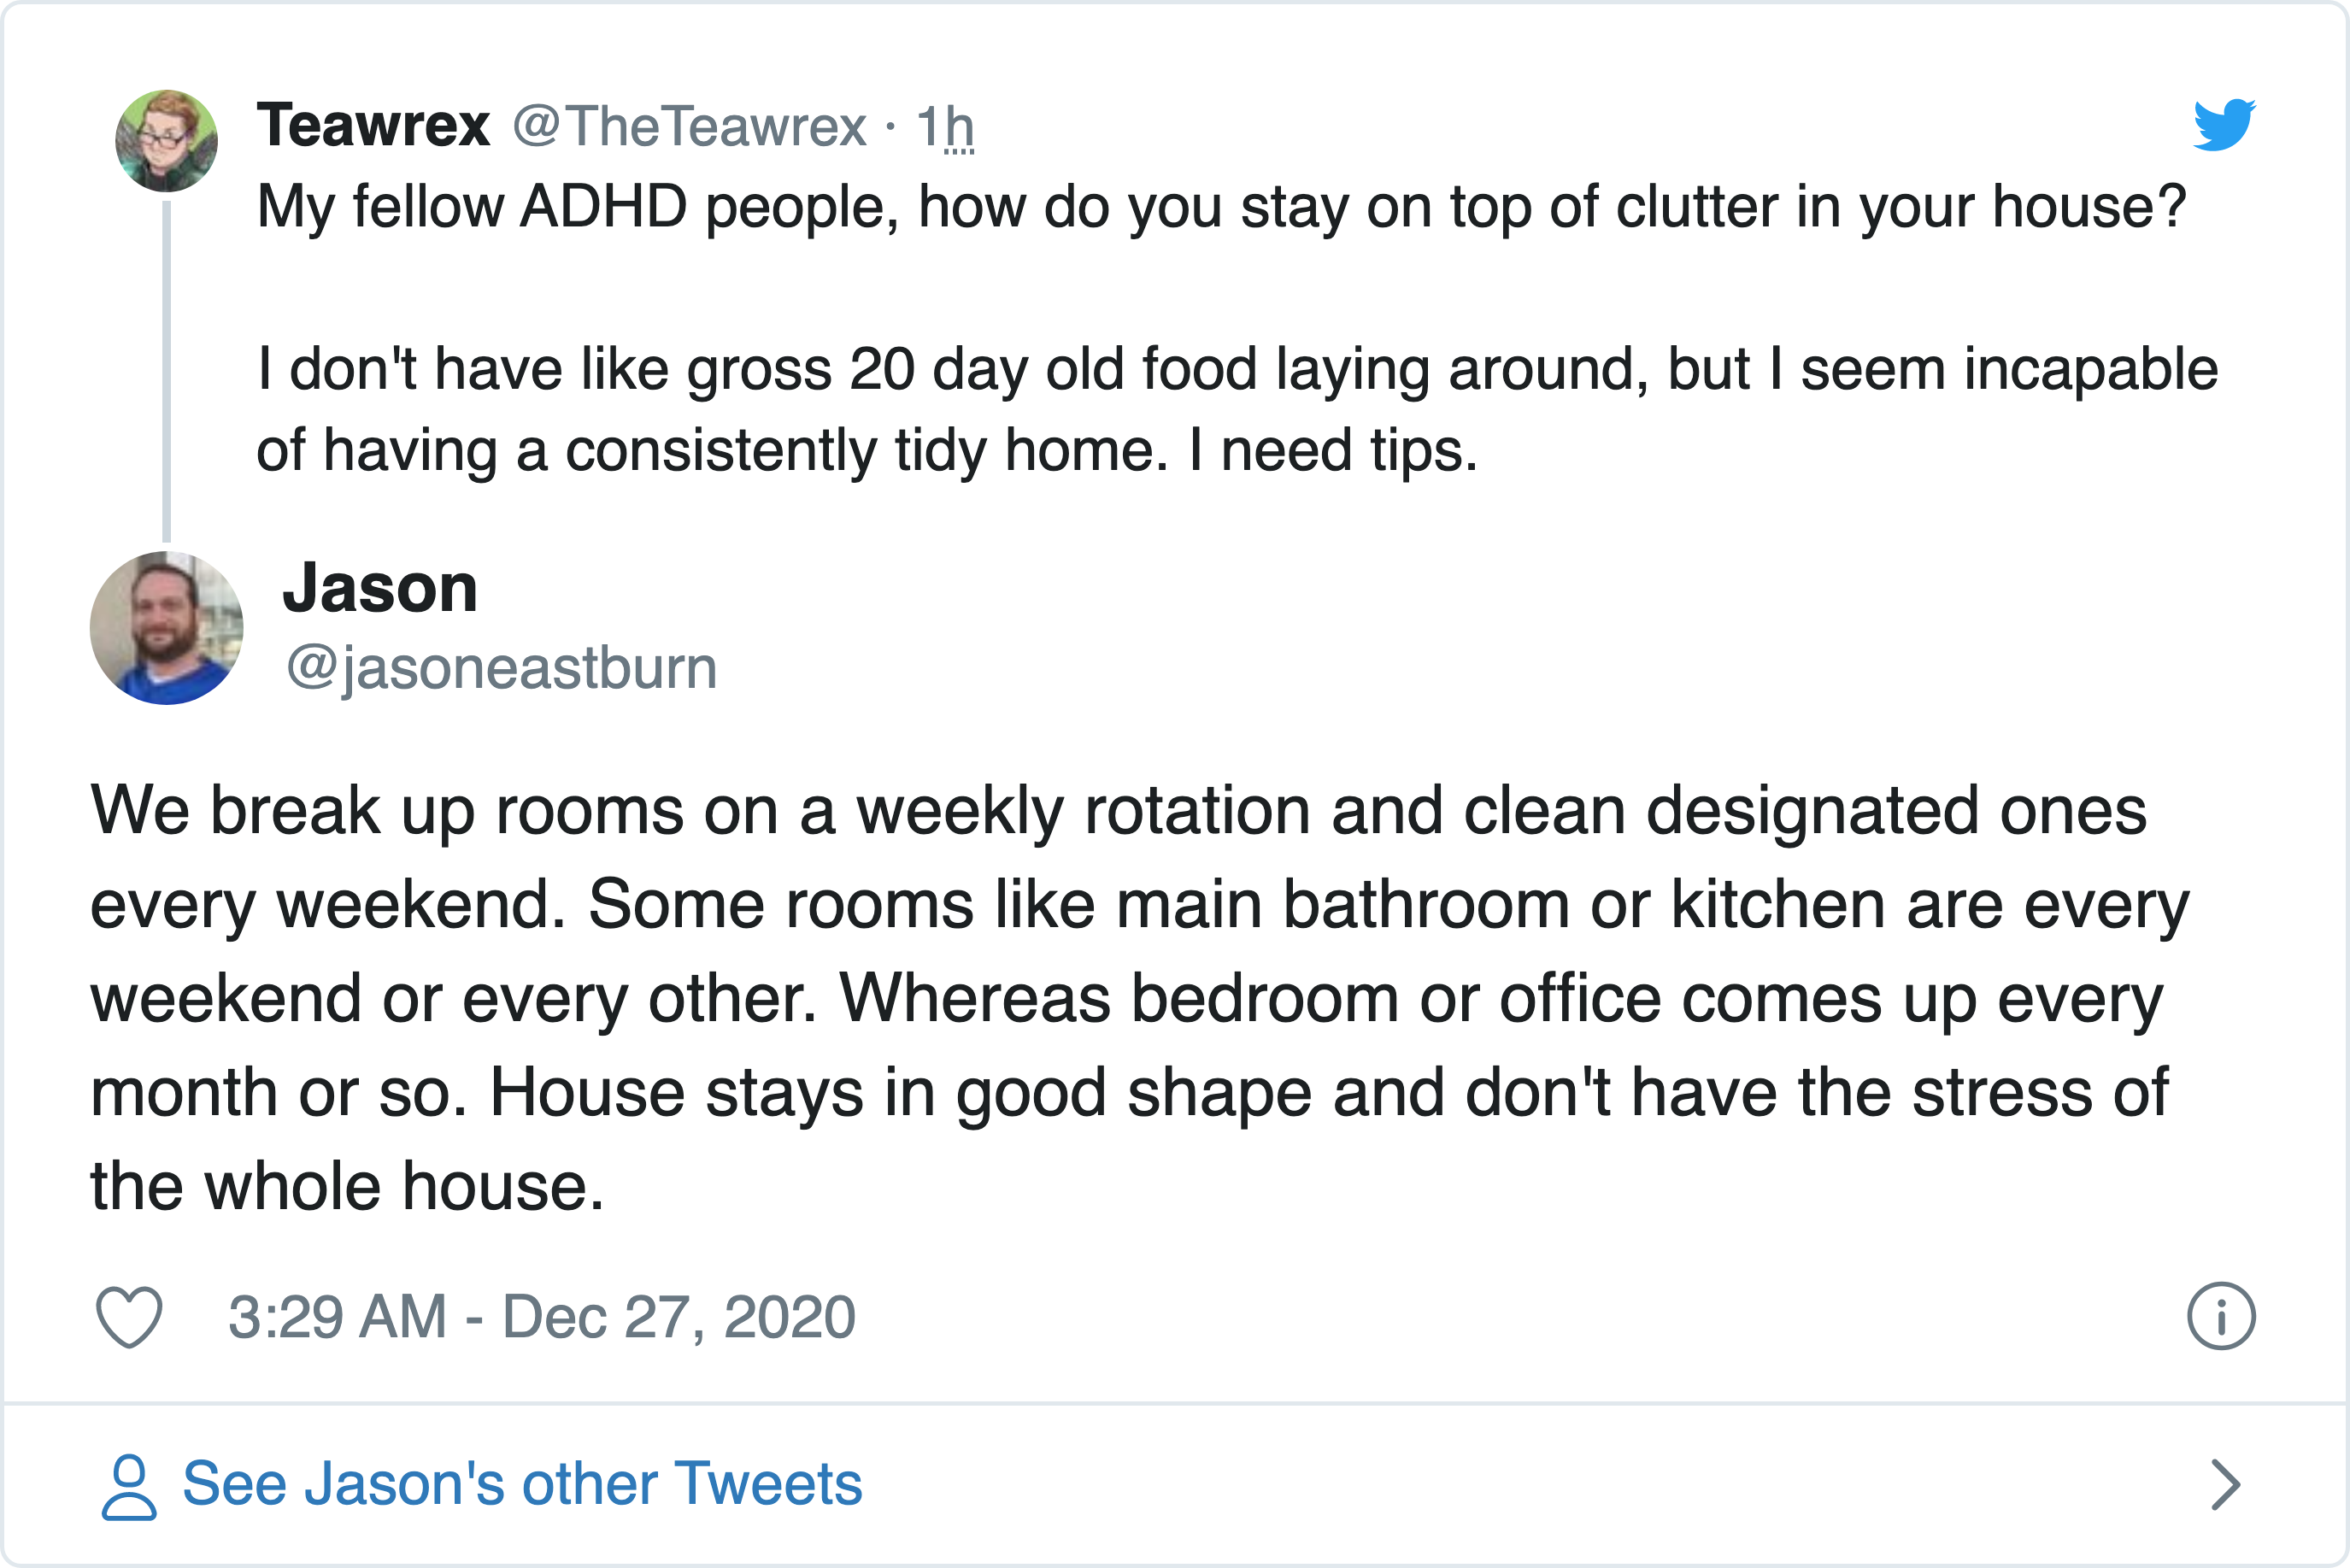 Teawrex @TheTeawrex · 1h
My fellow ADHD people, how do you stay on top of clutter in your house?
I don't have like gross 20 day old food laying around, but I seem incapable
of having a consistently tidy home. I need tips.
Jason
@jasoneastburn
We break up rooms on a weekly rotation and clean designated ones
every weekend. Some rooms like main bathroom or kitchen are every
weekend or every other. Whereas bedroom or office comes up every
month or so. House stays in good shape and don't have the stress of
the whole house.
3:29 AM - Dec 27, 2020
See Jason's other Tweets